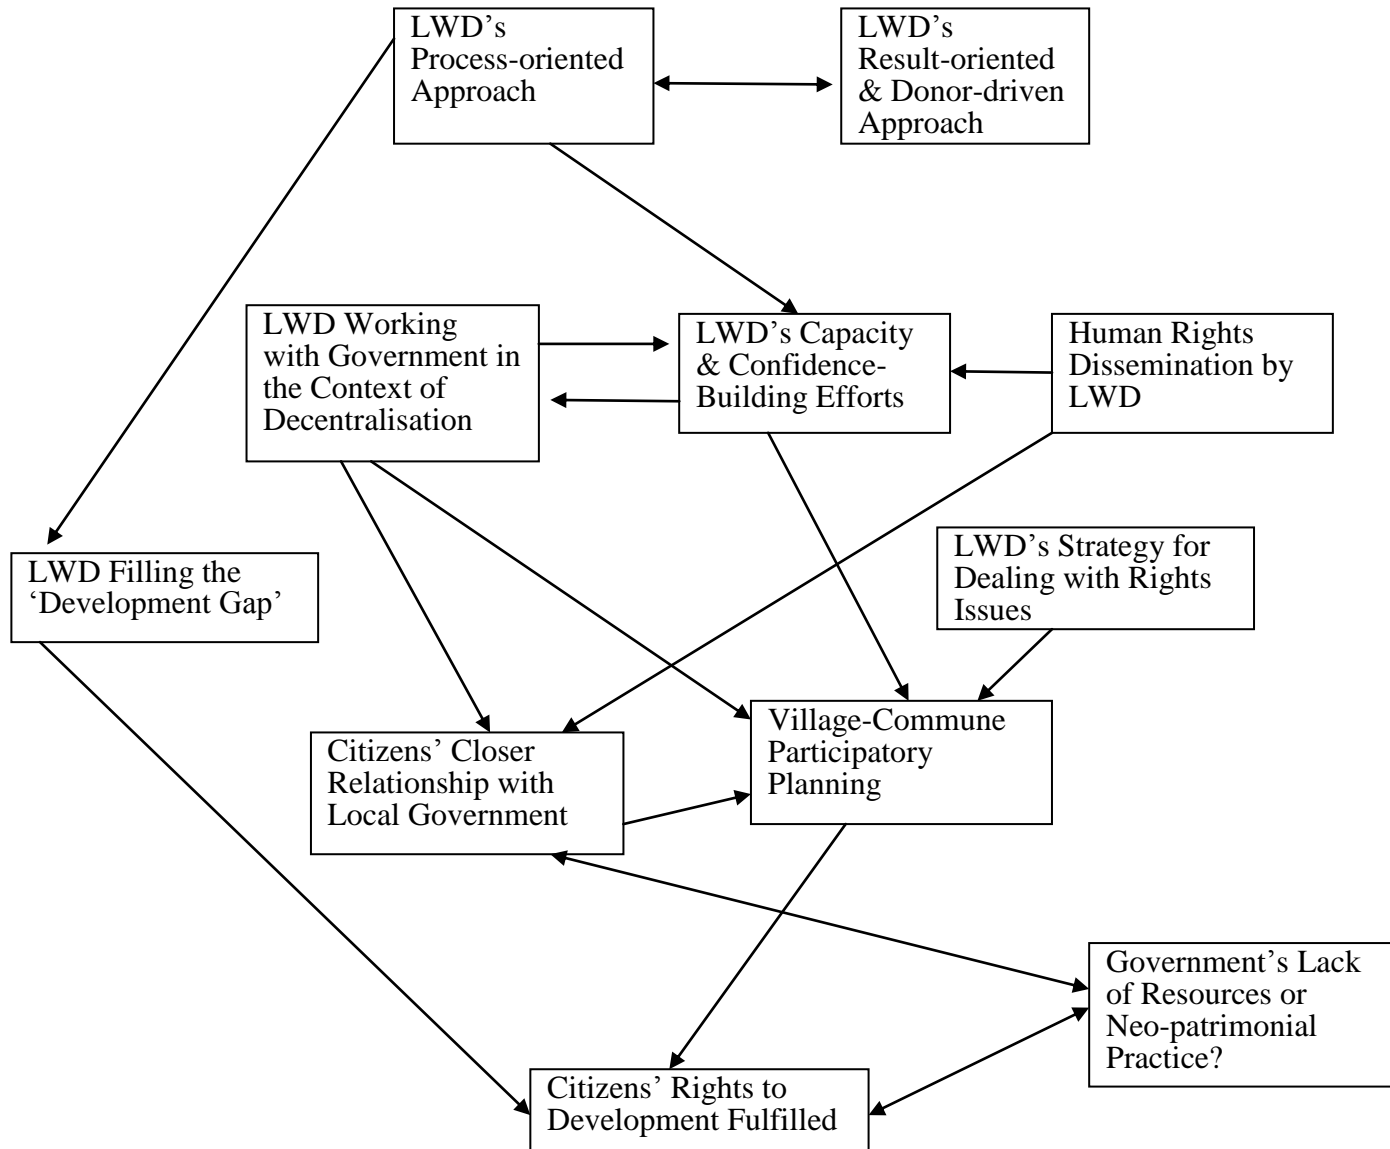 LWD’s
Process-oriented
Approach
LWD’s
Result-oriented
& Donor-driven
Approach
LWD Working
with Government in
the Context of
Decentralisation
LWD’s Capacity
& Confidence-
Building Efforts
Human Rights
Dissemination by
LWD
LWD Filling the
‘Development Gap’
LWD’s Strategy for
Dealing with Rights
Issues
Citizens’ Closer
Relationship with
Local Government
Village-Commune
Participatory
Planning
Government’s Lack
of Resources or
Neo-patrimonial
Practice?
Citizens’ Rights to
Development Fulfilled